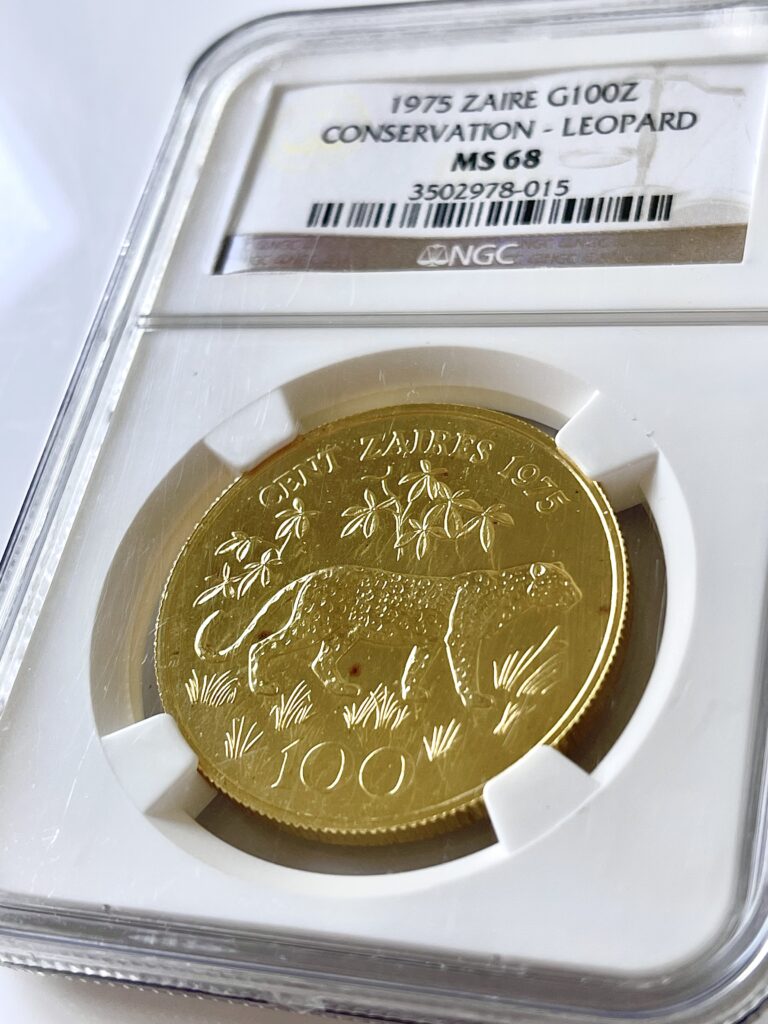 1975 ZAIRE G100Z
CONSERVATION - LEOPARD
MS 68
3502978-015
NGC
CENT ZAIRES 1975
100